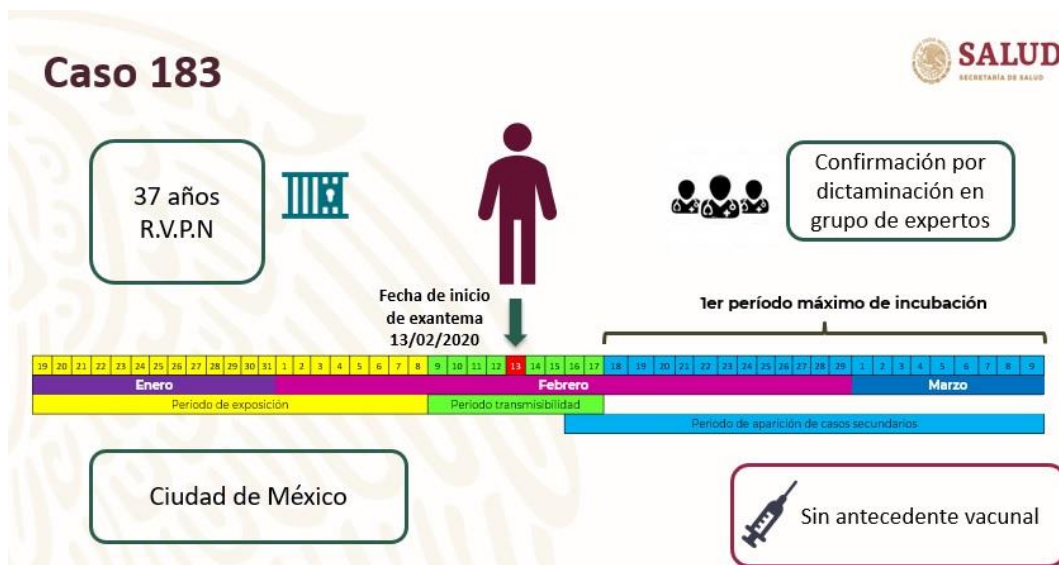 Caso 183
SALUD
SECRETARÍA DE SALUD
37 años
R.V.P.N
Confirmación por
dictaminación en
grupo de expertos
Fecha de inicio
de exantema
13/02/2020
1er período máximo de incubación
19 20 21 22 23 24 25 26 27 28 29 30 31 1 2 3 4 5 6 7 8 9 10 11 12 13 14 15 16 17 18 19 20 21 22 23 24 25 26 27 28 29 1 2 3 4 5 6 7 8 9
Enero Febrero Marzo
Periodo de exposición Periodo transmisibilidad
Periodo de aparición de casos secundarios
Ciudad de México
Sin antecedente vacunal